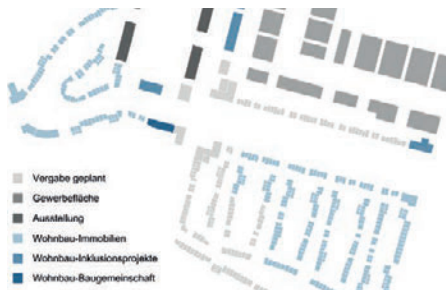 Vergabe geplant
Gewerbefläche
Ausstellung
Wohnbau-Immobilien
Wohnbau-Inklusionsprojekte
Wohnbau-Baugemeinschaft